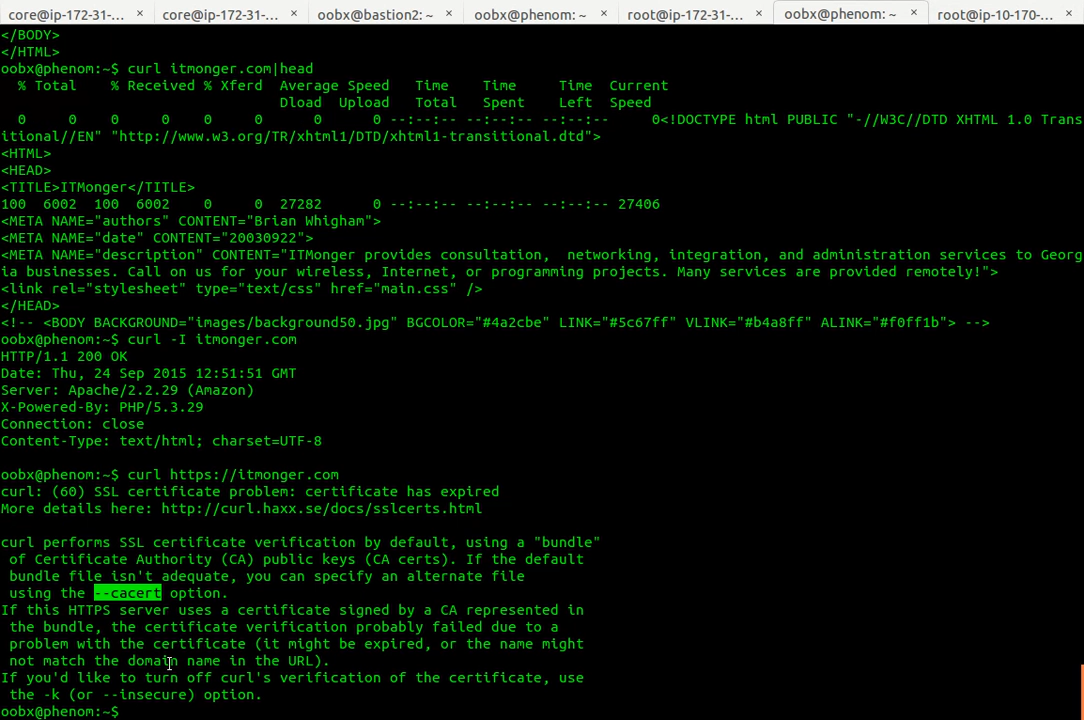 core@ip-172-31-... × core@ip-172-31-... × oobx@bastion2: ~ × oobx@phenom: ~ × root@ip-172-31-... × oobx@phenom: ~ × root@ip-10-170-... ×
</BODY>
</HTML>
oobx@phenom:~$ curl itmonger.com|head
  % Total    % Received % Xferd  Average Speed   Time    Time     Time  Current
                                 Dload  Upload   Total   Spent    Left  Speed
  0     0    0     0    0     0      0      0 --:--:-- --:--:-- --:--:--     0<!DOCTYPE html PUBLIC "-//W3C//DTD XHTML 1.0 Trans
itional//EN" "http://www.w3.org/TR/xhtml1/DTD/xhtml1-transitional.dtd">
<HTML>
<HEAD>
<TITLE>ITMonger</TITLE>
100  6002  100  6002    0     0  27282      0 --:--:-- --:--:-- --:--:-- 27406
<META NAME="authors" CONTENT="Brian Whigham">
<META NAME="date" CONTENT="20030922">
<META NAME="description" CONTENT="ITMonger provides consultation,  networking, integration, and administration services to Georg
ia businesses. Call on us for your wireless, Internet, or programming projects. Many services are provided remotely!">
<link rel="stylesheet" type="text/css" href="main.css" />
</HEAD>
<!-- <BODY BACKGROUND="images/background50.jpg" BGCOLOR="#4a2cbe" LINK="#5c67ff" VLINK="#b4a8ff" ALINK="#f0ff1b"> -->
oobx@phenom:~$ curl -I itmonger.com
HTTP/1.1 200 OK
Date: Thu, 24 Sep 2015 12:51:51 GMT
Server: Apache/2.2.29 (Amazon)
X-Powered-By: PHP/5.3.29
Connection: close
Content-Type: text/html; charset=UTF-8

oobx@phenom:~$ curl https://itmonger.com
curl: (60) SSL certificate problem: certificate has expired
More details here: http://curl.haxx.se/docs/sslcerts.html

curl performs SSL certificate verification by default, using a "bundle"
 of Certificate Authority (CA) public keys (CA certs). If the default
 bundle file isn't adequate, you can specify an alternate file
 using the --cacert option.
If this HTTPS server uses a certificate signed by a CA represented in
 the bundle, the certificate verification probably failed due to a
 problem with the certificate (it might be expired, or the name might
 not match the domain name in the URL).
If you'd like to turn off curl's verification of the certificate, use
 the -k (or --insecure) option.
oobx@phenom:~$